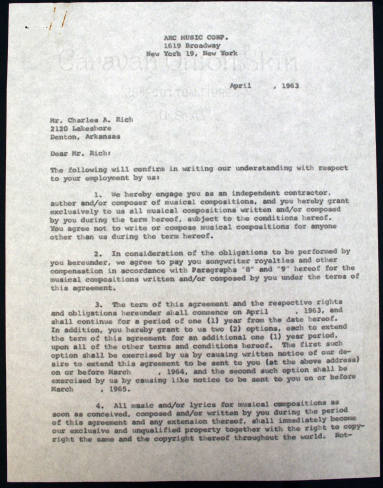 ARC MUSIC CORP.
1619 Broadway
New York 19, New York
April , 1963
Mr. Charles A. Rich
2120 Lakeshore
Denton, Arkansas
Dear Mr. Rich:
The following will confirm in writing our understanding with respect
to your employment by us:
1. We hereby engage you as an independent contractor,
author and/or composer of musical compositions, and you hereby grant
exclusively to us all musical compositions written and/or composed
by you during the term hereof, subject to the conditions hereof.
You agree not to write or compose musical compositions for anyone
other than us during the term hereof.
2. In consideration of the obligations to be performed by
you hereunder, we agree to pay you songwriter royalties and other
compensation in accordance with Paragraphs "8" and "9" hereof for the
musical compositions written and/or composed by you under the terms of
this agreement.
3. The term of this agreement and the respective rights
and obligations hereunder shall commence on April , 1963, and
shall continue for a period of one (1) year from the date hereof.
In addition, you hereby grant to us two (2) options, each to extend
the term of this agreement for an additional one (1) year period,
upon all of the other terms and conditions hereof. The first such
option shall be exercised by us by causing written notice of our de-
sire to extend this agreement to be sent to you (at the above address)
on or before March , 1964, and the second such option shall be
exercised by us by causing like notice to be sent to you on or before
March , 1965.
4. All music and/or lyrics for musical compositions as
soon as conceived, composed and/or written by you during the period
of this agreement and any extension thereof, shall immediately become
our exclusive and unqualified property together with the right to copy-
right the same and the copyright thereof throughout the world. Not-